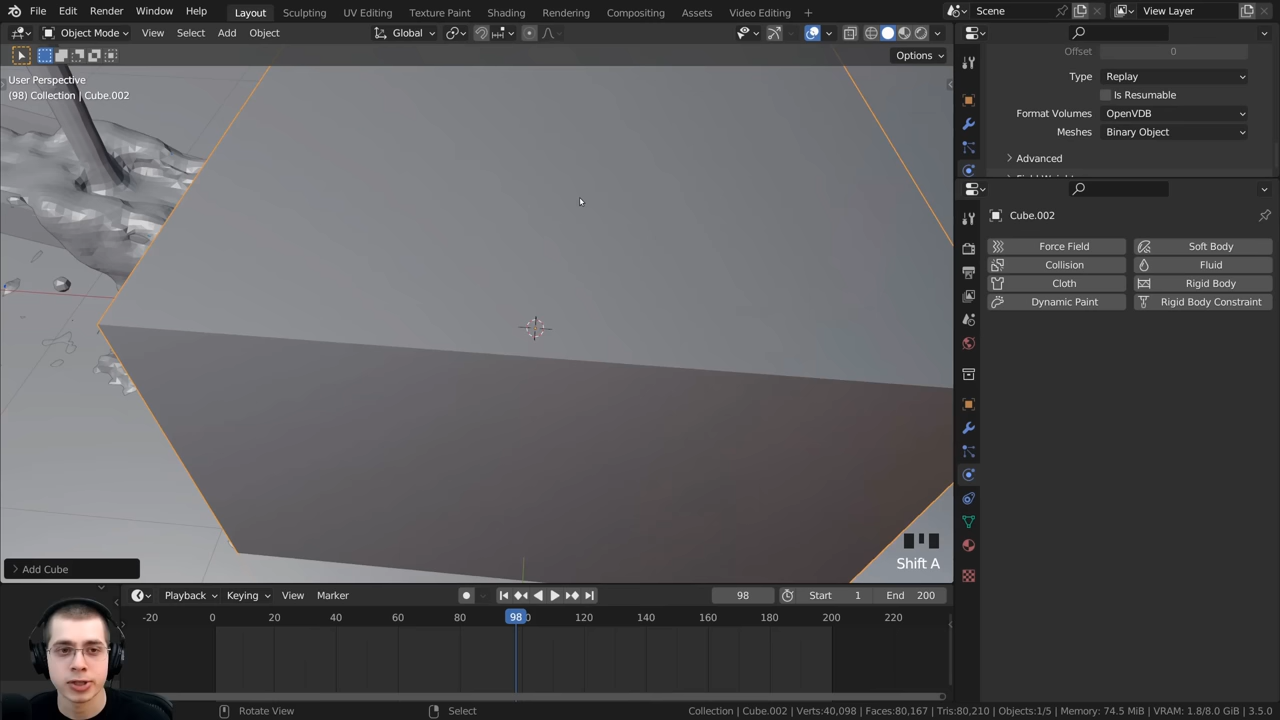 File Edit Render Window Help Layout Sculpting UV Editing Texture Paint Shading Rendering Compositing Assets Video Editing + Scene View Layer
Object Mode View Select Add Object Global
Options
User Perspective
(98) Collection | Cube.002
Offset 0
Type Replay
Is Resumable
Format Volumes OpenVDB
Meshes Binary Object
Advanced
Cube.002
Force Field Soft Body
Collision Fluid
Cloth Rigid Body
Dynamic Paint Rigid Body Constraint
Shift A
Add Cube
Playback Keying View Marker 98 Start 1 End 200
-20 0 20 40 60 80 98 120 140 160 180 200 220
Rotate View Select Collection | Cube.002 | Verts:40,098 | Faces:80,167 | Tris:80,210 | Objects:1/5 | Memory: 74.5 MiB | VRAM: 1.8/8.0 GiB | 3.5.0